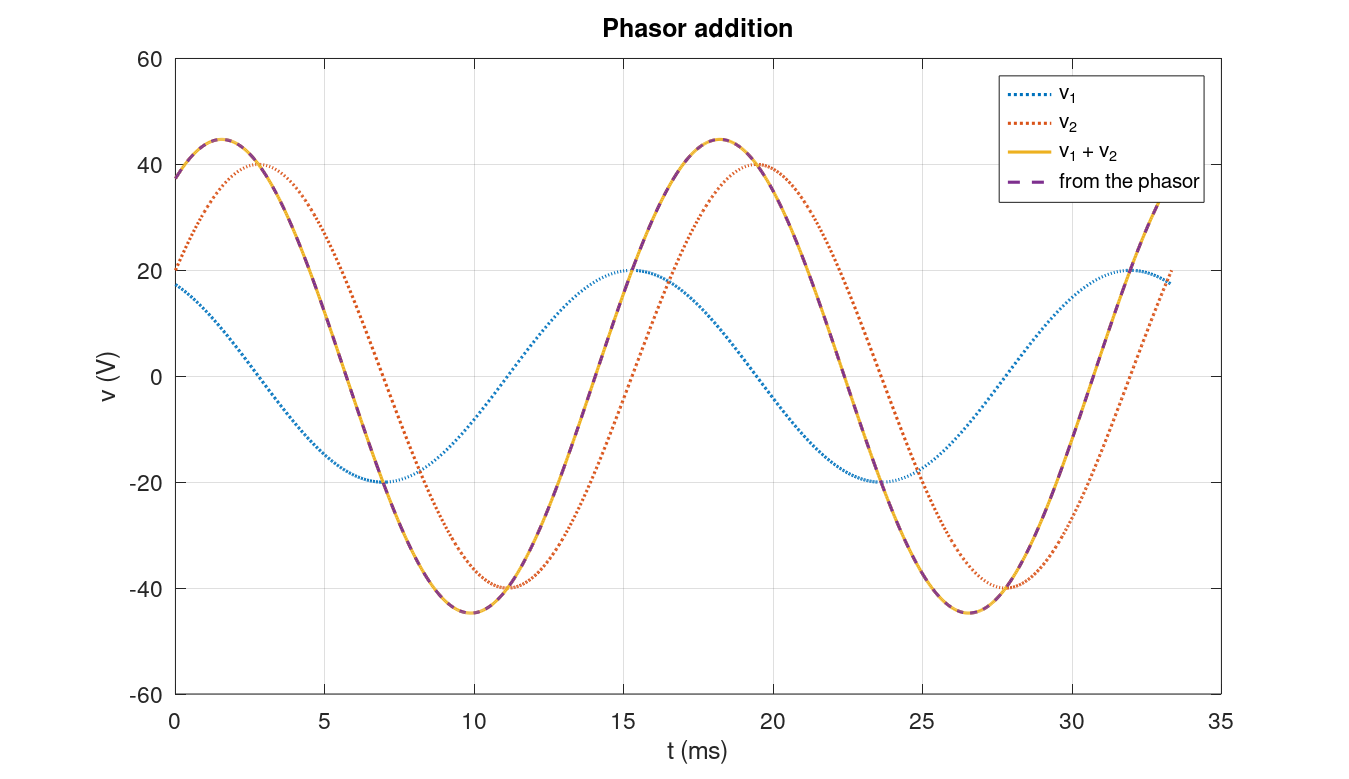 Phasor addition
60
40
20
0
-20
-40
-60
v (V)
v1
v2
v1 + v2
from the phasor
0 5 10 15 20 25 30 35
t (ms)